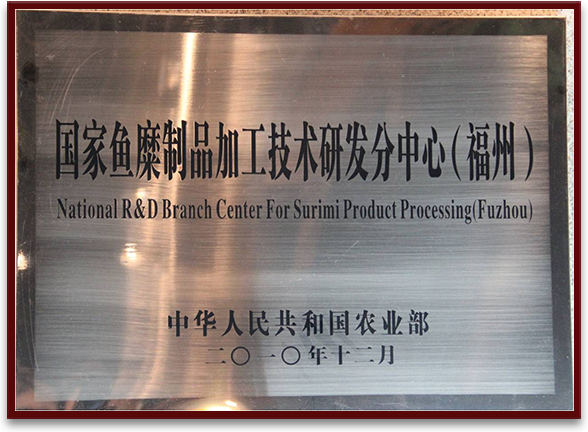 国家鱼糜制品加工技术研发分中心(福州)
National R&D Branch Center For Surimi Product Processing(Fuzhou)
中华人民共和国农业部
二〇一〇年十二月